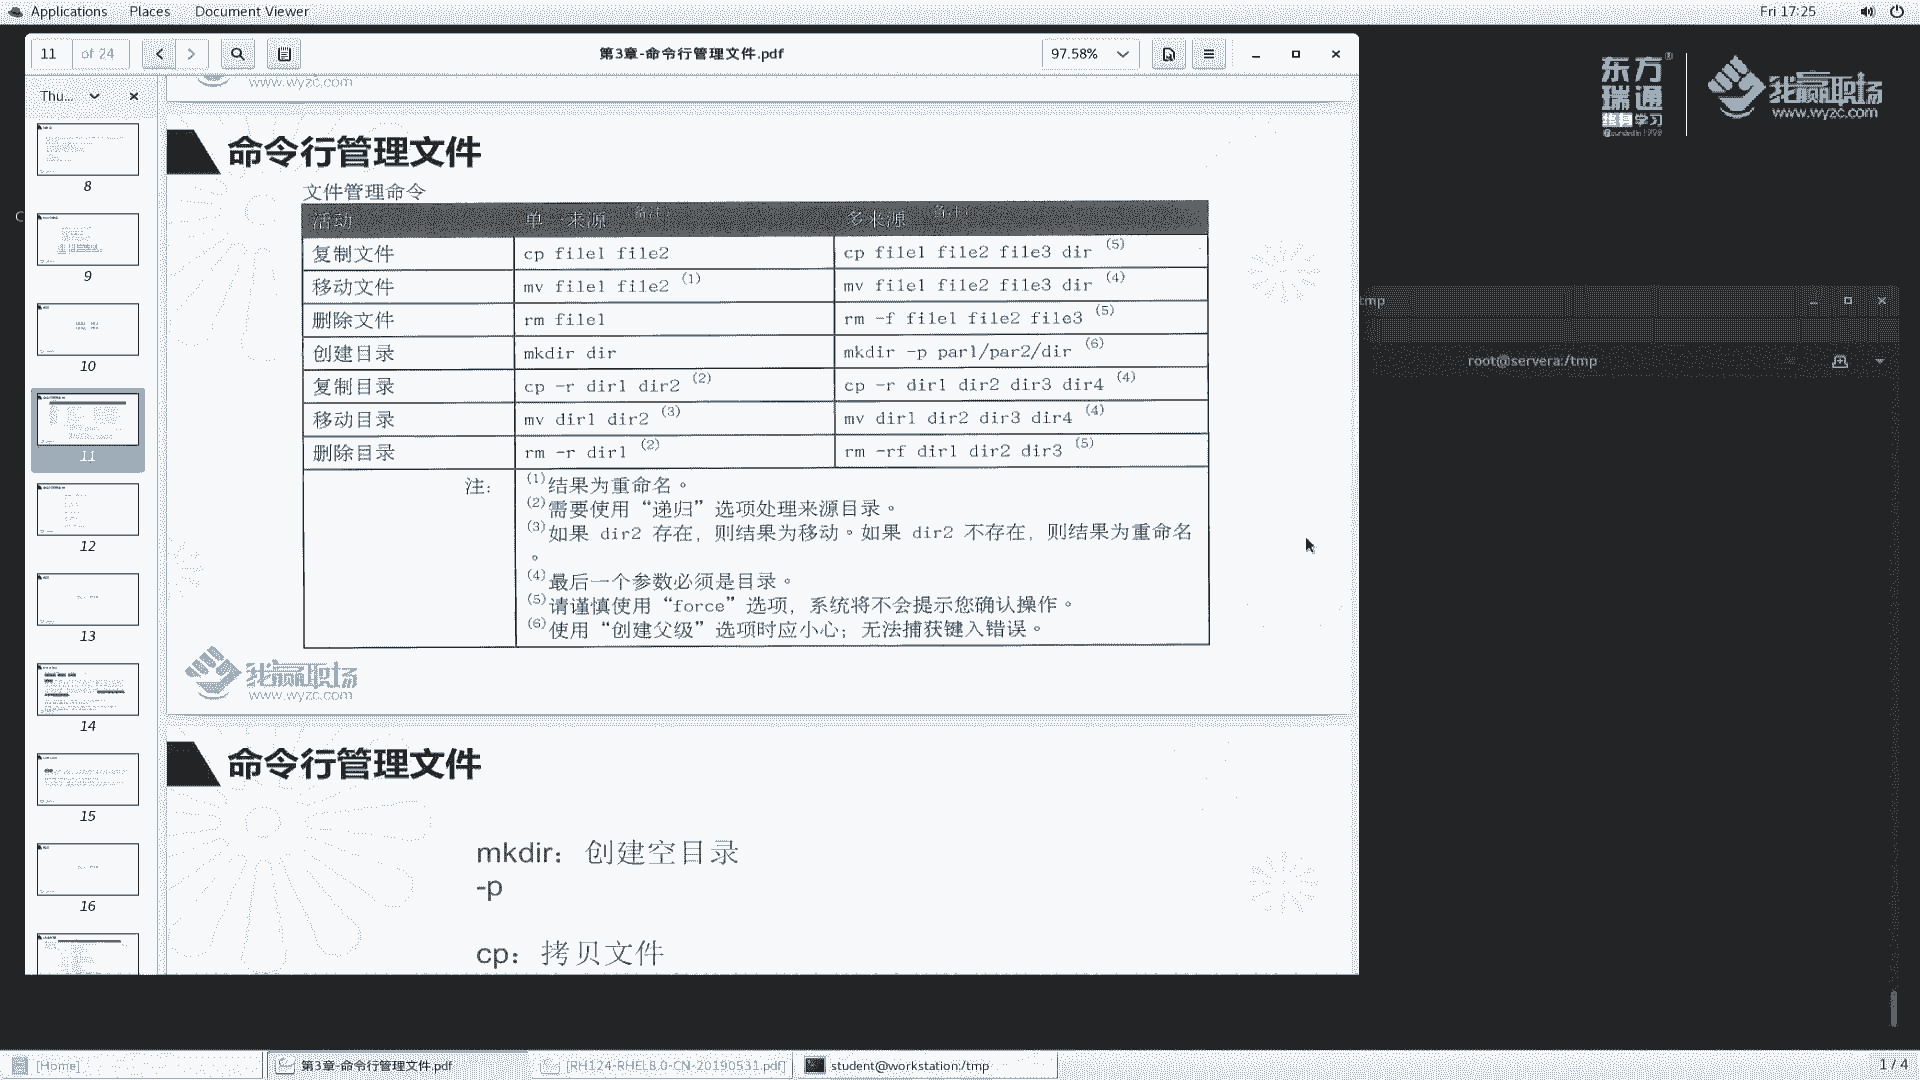 Applications Places Document Viewer Fri 17:25
11 of 24 第3章-命令行管理文件.pdf 97.58%
Thu...
8
9
10
11
12
13
14
15
16
www.wyzc.com
命令行管理文件
文件管理命令
活动 单一来源 备注: 多来源 备注:
复制文件 cp file1 file2 cp file1 file2 file3 dir (5)
移动文件 mv file1 file2 (1) mv file1 file2 file3 dir (4)
删除文件 rm file1 rm -f file1 file2 file3 (5)
创建目录 mkdir dir mkdir -p par1/par2/dir (6)
复制目录 cp -r dir1 dir2 (2) cp -r dir1 dir2 dir3 dir4 (4)
移动目录 mv dir1 dir2 (3) mv dir1 dir2 dir3 dir4 (4)
删除目录 rm -r dir1 (2) rm -rf dir1 dir2 dir3 (5)
注: (1)结果为重命名。
(2)需要使用“递归”选项处理来源目录。
(3)如果 dir2 存在, 则结果为移动。如果 dir2 不存在, 则结果为重命名
。
(4)最后一个参数必须是目录。
(5)请谨慎使用“force”选项, 系统将不会提示您确认操作。
(6)使用“创建父级”选项时应小心; 无法捕获键入错误。
我赢职场
www.wyzc.com
命令行管理文件
mkdir: 创建空目录
-p
cp: 拷贝文件
东方
瑞通
终身学习
我赢职场
www.wyzc.com
tmp
root@servera:/tmp
[Home] 第3章-命令行管理文件.pdf [RH124-RHEL8.0-CN-20190531.pdf] student@workstation:/tmp 1 / 4